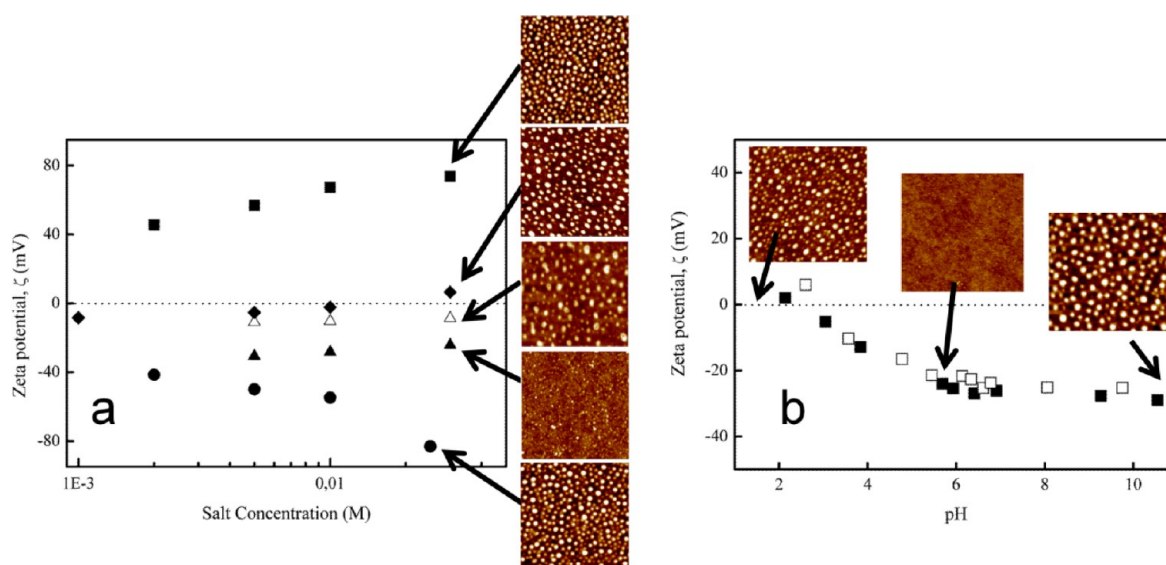 80
40
0
-40
-80
Zeta potential, ζ (mV)
a
1E-3
0,01
Salt Concentration (M)
40
20
0
-20
-40
Zeta potential, ζ (mV)
b
2
4
6
8
10
pH